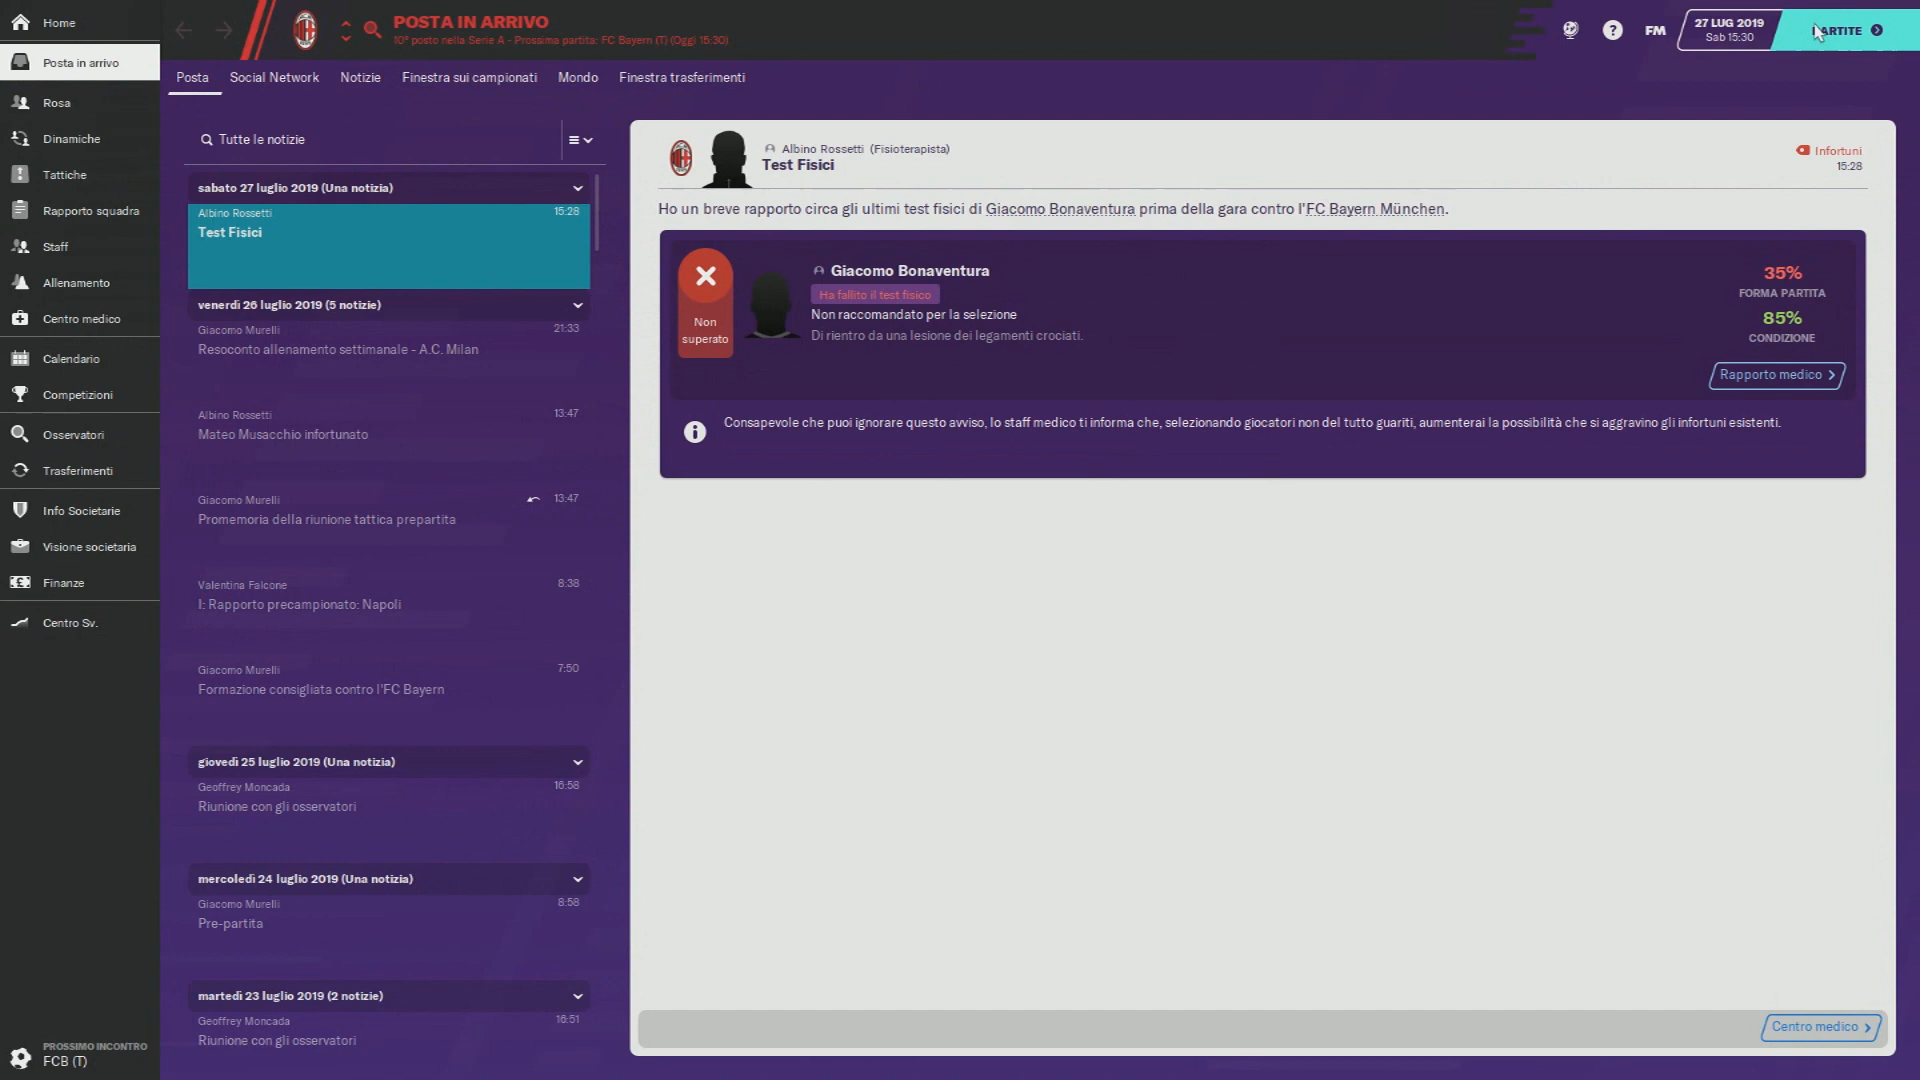 Home
Posta in arrivo
Rosa
Dinamiche
Tattiche
Rapporto squadra
Staff
Allenamento
Centro medico
Calendario
Competizioni
Osservatori
Trasferimenti
Info Societarie
Visione societaria
Finanze
Centro Sv.
PROSSIMO INCONTRO
FCB (T)
POSTA IN ARRIVO
10° posto nella Serie A - Prossima partita: FC Bayern (T) (Oggi 15:30)
FM
27 LUG 2019
Sab 15:30
Posta Social Network Notizie Finestra sui campionati Mondo Finestra trasferimenti
Tutte le notizie
sabato 27 luglio 2019 (Una notizia)
Albino Rossetti 15:28
Test Fisici
venerdì 26 luglio 2019 (5 notizie)
Giacomo Murelli 21:33
Resoconto allenamento settimanale - A.C. Milan
Albino Rossetti 13:47
Mateo Musacchio infortunato
Giacomo Murelli 13:47
Promemoria della riunione tattica prepartita
Valentina Falcone 8:38
I: Rapporto precampionato: Napoli
Giacomo Murelli 7:50
Formazione consigliata contro l'FC Bayern
giovedì 25 luglio 2019 (Una notizia)
Geoffrey Moncada 16:58
Riunione con gli osservatori
mercoledì 24 luglio 2019 (Una notizia)
Giacomo Murelli 8:58
Pre-partita
martedì 23 luglio 2019 (2 notizie)
Geoffrey Moncada 16:51
Riunione con gli osservatori
Albino Rossetti (Fisioterapista)
Test Fisici
Infortuni
15:28
Ho un breve rapporto circa gli ultimi test fisici di Giacomo Bonaventura prima della gara contro l'FC Bayern München.
Non superato
Giacomo Bonaventura
Ha fallito il test fisico
Non raccomandato per la selezione
Di rientro da una lesione dei legamenti crociati.
35%
FORMA PARTITA
85%
CONDIZIONE
Rapporto medico
Consapevole che puoi ignorare questo avviso, lo staff medico ti informa che, selezionando giocatori non del tutto guariti, aumenterai la possibilità che si aggravino gli infortuni esistenti.
Centro medico